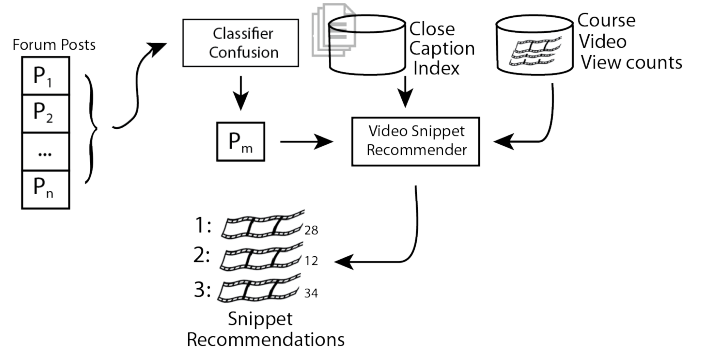 Forum Posts
P1
P2
...
Pn
Classifier
Confusion
Pm
Close
Caption
Index
Course
Video
View counts
Video Snippet
Recommender
1: 28
2: 12
3: 34
Snippet
Recommendations